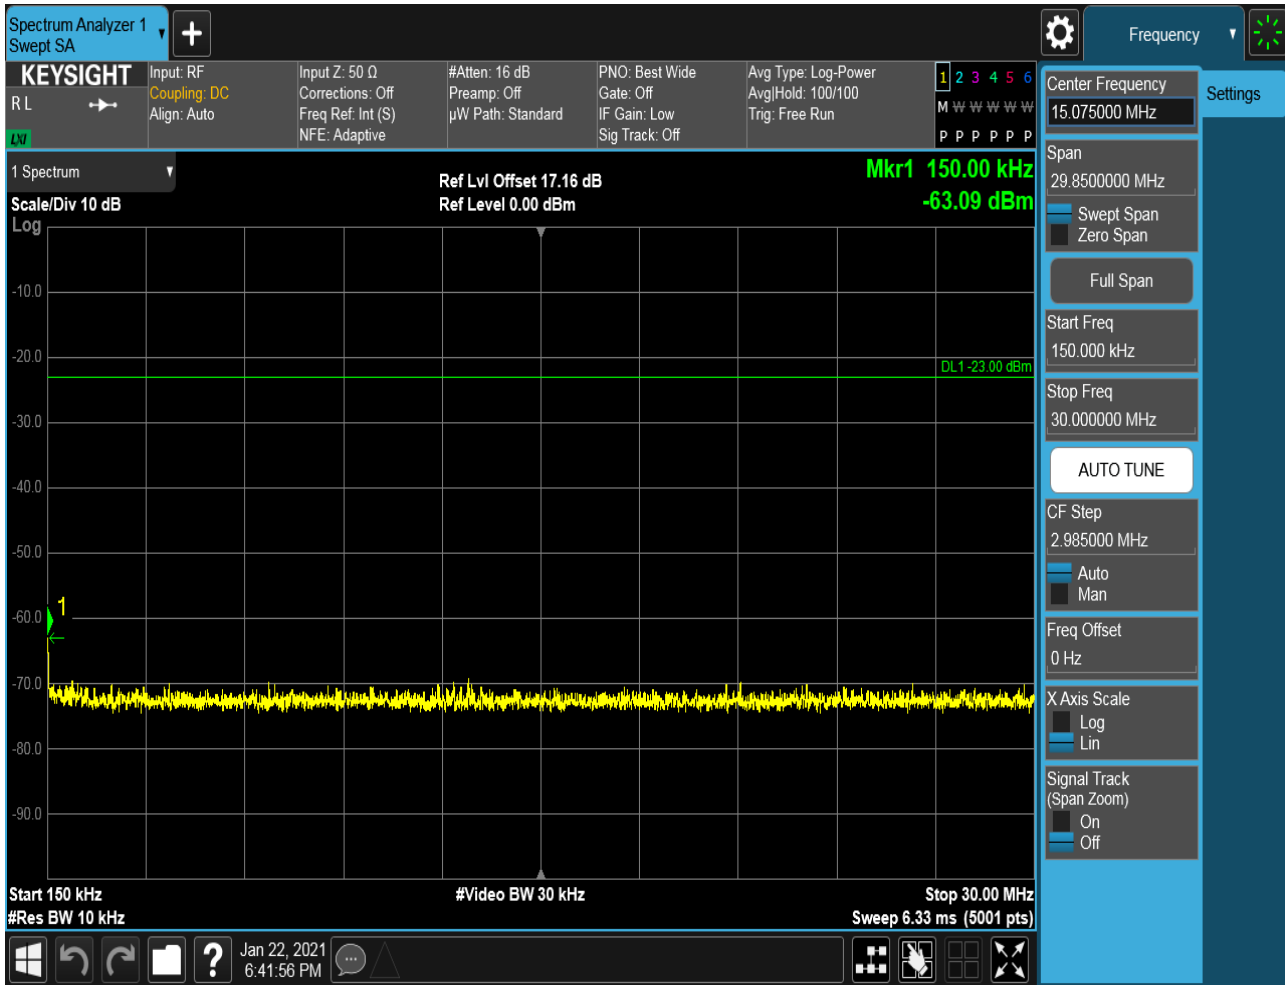 Spectrum Analyzer 1
Swept SA
+
Frequency
KEYSIGHT
R L
LXI
Input: RF
Coupling: DC
Align: Auto
Input Z: 50 Ω
Corrections: Off
Freq Ref: Int (S)
NFE: Adaptive
#Atten: 16 dB
Preamp: Off
µW Path: Standard
PNO: Best Wide
Gate: Off
IF Gain: Low
Sig Track: Off
Avg Type: Log-Power
Avg|Hold: 100/100
Trig: Free Run
1 2 3 4 5 6
M W W W W W
P P P P P P
1 Spectrum
Scale/Div 10 dB
Log
Ref Lvl Offset 17.16 dB
Ref Level 0.00 dBm
Mkr1 150.00 kHz
-63.09 dBm
-10.0
-20.0
DL1 -23.00 dBm
-30.0
-40.0
-50.0
1
-60.0
-70.0
-80.0
-90.0
Start 150 kHz
#Res BW 10 kHz
#Video BW 30 kHz
Stop 30.00 MHz
Sweep 6.33 ms (5001 pts)
?
Jan 22, 2021
6:41:56 PM
Center Frequency
15.075000 MHz
Settings
Span
29.8500000 MHz
Swept Span
Zero Span
Full Span
Start Freq
150.000 kHz
Stop Freq
30.000000 MHz
AUTO TUNE
CF Step
2.985000 MHz
Auto
Man
Freq Offset
0 Hz
X Axis Scale
Log
Lin
Signal Track
(Span Zoom)
On
Off